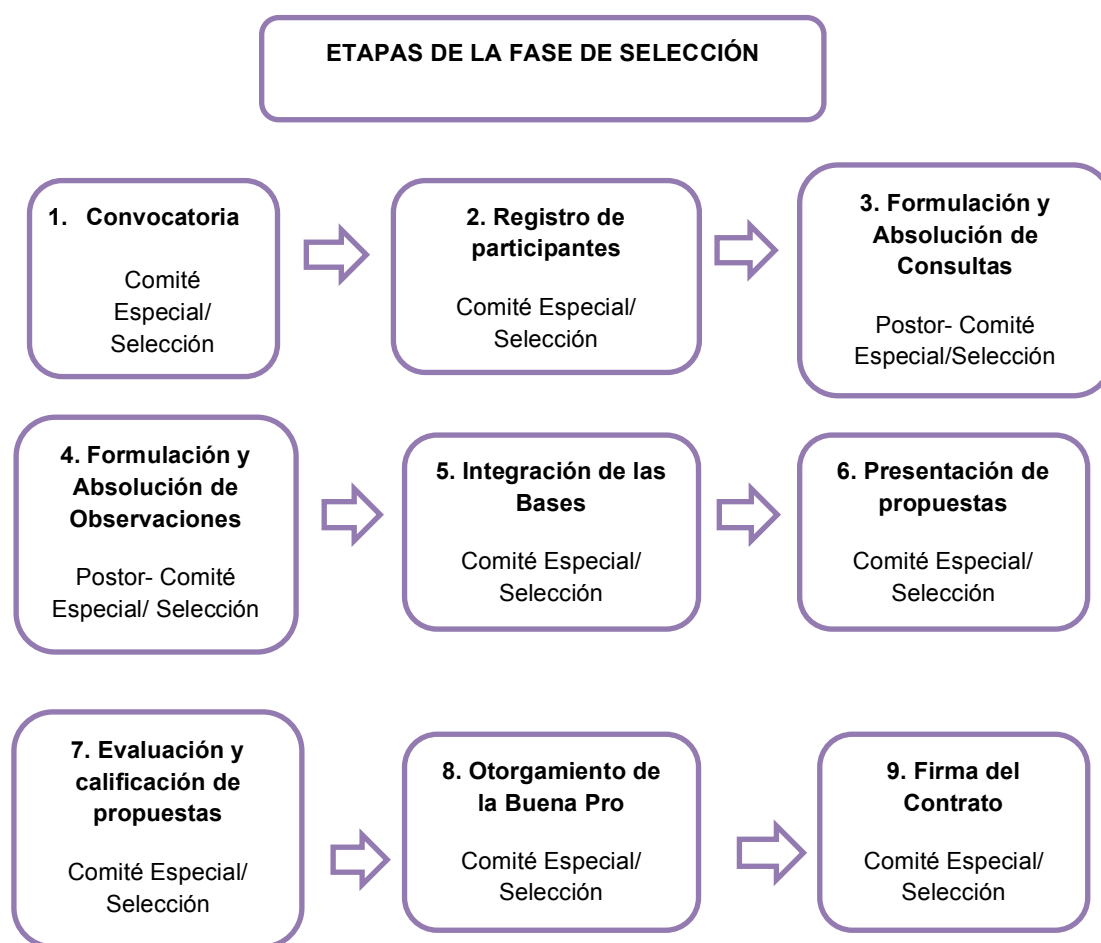 ETAPAS DE LA FASE DE SELECCIÓN
1. Convocatoria
Comité
Especial/
Selección
2. Registro de
participantes
Comité Especial/
Selección
3. Formulación y
Absolución de
Consultas
Postor- Comité
Especial/Selección
4. Formulación y
Absolución de
Observaciones
Postor- Comité
Especial/ Selección
5. Integración de las
Bases
Comité Especial/
Selección
6. Presentación de
propuestas
Comité Especial/
Selección
7. Evaluación y
calificación de
propuestas
Comité Especial/
Selección
8. Otorgamiento de
la Buena Pro
Comité Especial/
Selección
9. Firma del
Contrato
Comité Especial/
Selección